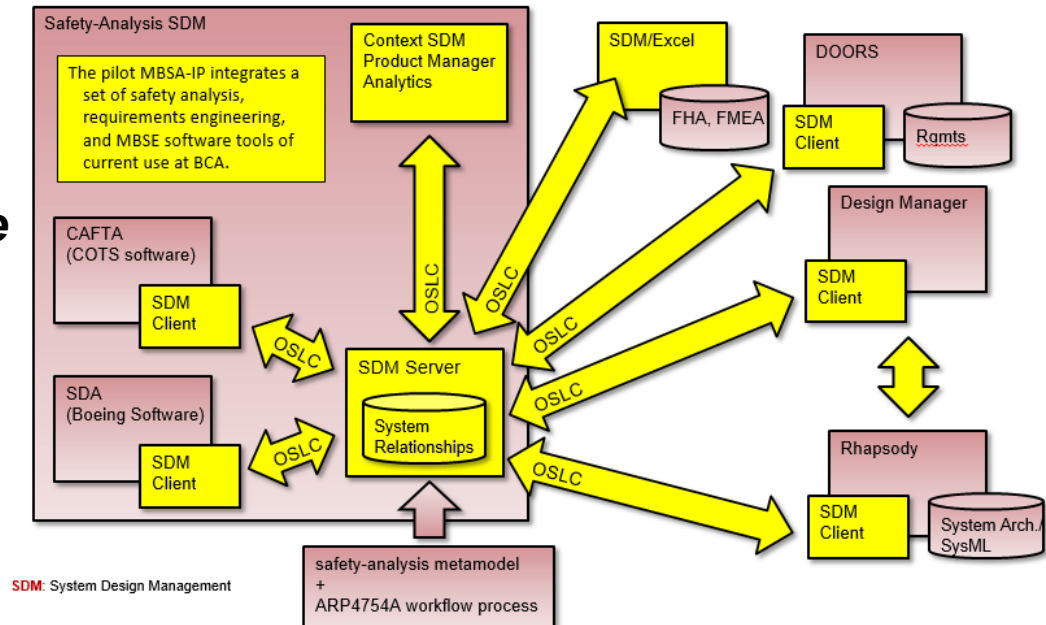 Safety-Analysis SDM
The pilot MBSA-IP integrates a
set of safety analysis,
requirements engineering,
and MBSE software tools of
current use at BCA.
Context SDM
Product Manager
Analytics
SDM/Excel
FHA, FMEA
DOORS
SDM
Client
Rqmts
e
CAFTA
(COTS software)
SDM
Client
OSLC
OSLC
OSLC
OSLC
Design Manager
SDM
Client
OSLC
SDM Server
System
Relationships
SDA
(Boeing Software)
SDM
Client
OSLC
OSLC
Rhapsody
SDM
Client
System Arch./
SysML
safety-analysis metamodel
+
ARP4754A workflow process
SDM: System Design Management